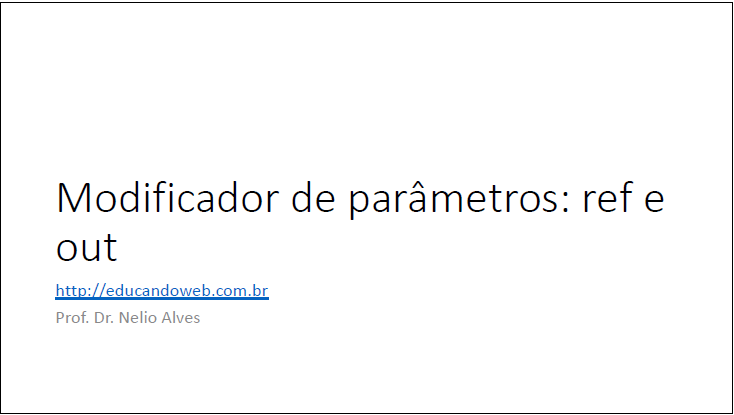 Modificador de parâmetros: ref e
out
http://educandoweb.com.br
Prof. Dr. Nelio Alves